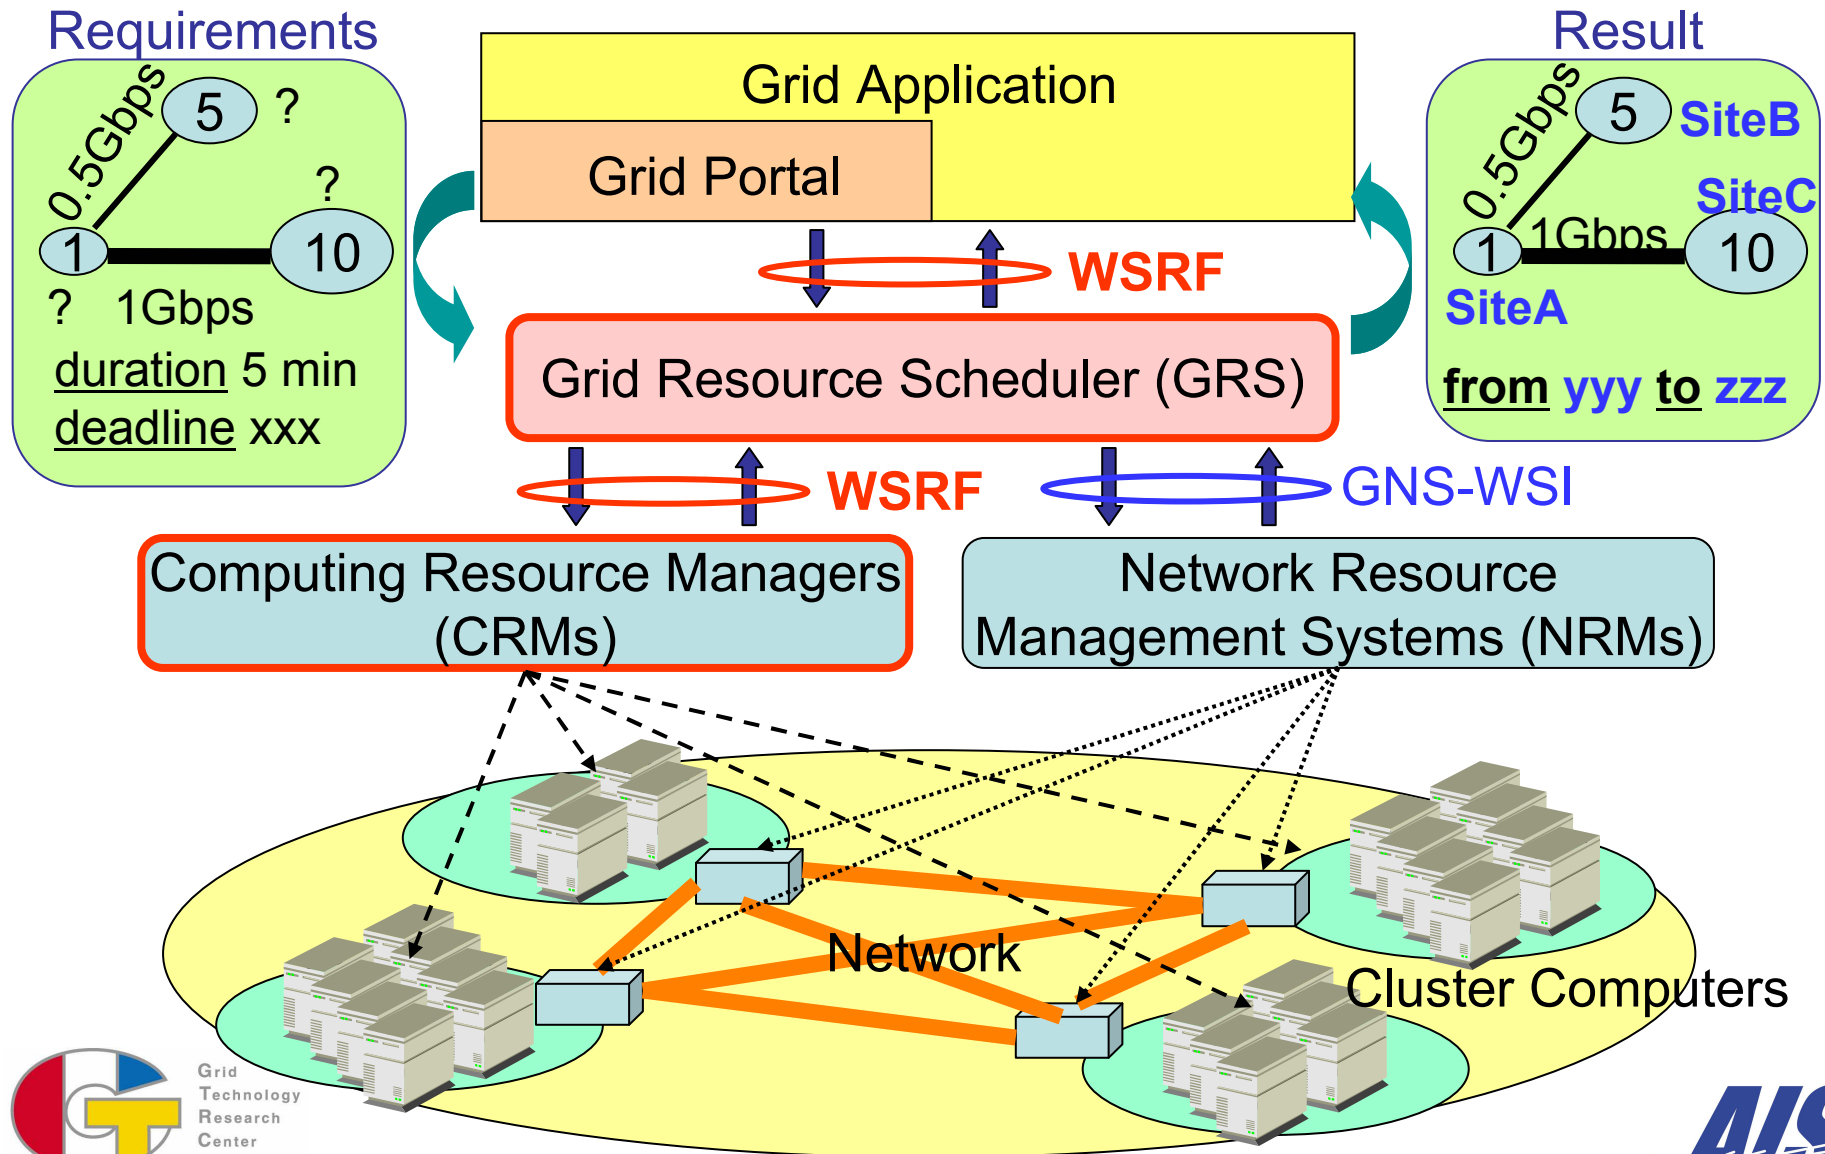 Requirements
0.5Gbps
5
?
?
1
10
?
1Gbps
duration 5 min
deadline xxx
Grid Application
Grid Portal
WSRF
Grid Resource Scheduler (GRS)
WSRF
GNS-WSI
Result
0.5Gbps
5
SiteB
SiteC
1
1Gbps
10
SiteA
from yyy to zzz
Computing Resource Managers
(CRMs)
Network Resource
Management Systems (NRMs)
Network
Cluster Computers
Grid
Technology
Research
Center
AIS